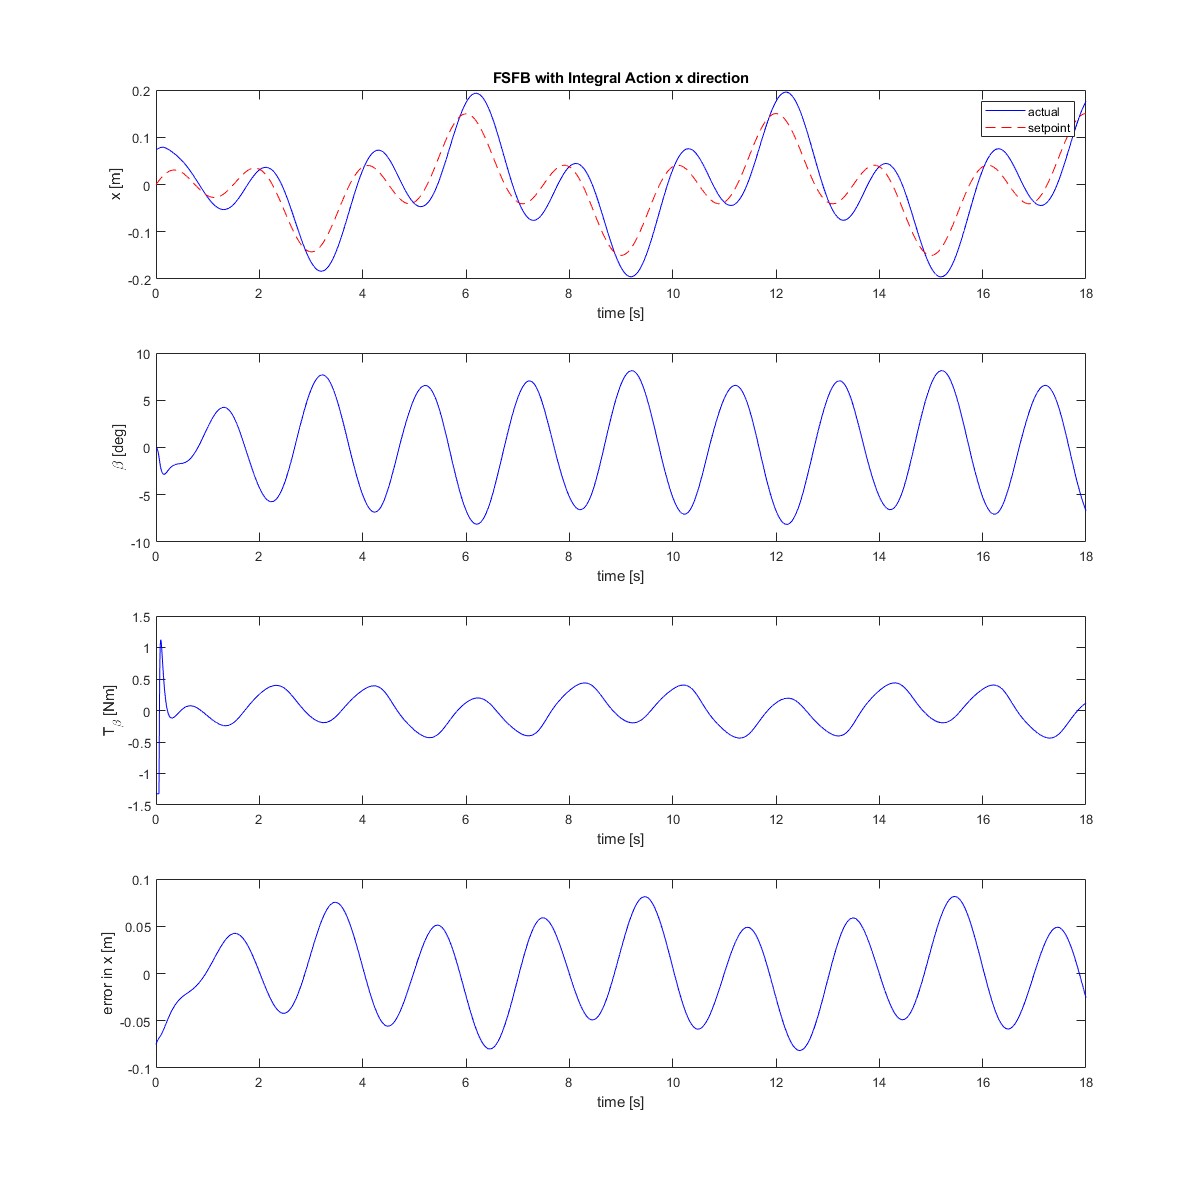 FSFB with Integral Action x direction
0.2
0.1
0
-0.1
-0.2
x [m]
actual
setpoint
0 2 4 6 8 10 12 14 16 18
time [s]
10
5
0
-5
-10
β [deg]
0 2 4 6 8 10 12 14 16 18
time [s]
1.5
1
0.5
0
-0.5
-1
-1.5
Tβ [Nm]
0 2 4 6 8 10 12 14 16 18
time [s]
0.1
0.05
0
-0.05
-0.1
error in x [m]
0 2 4 6 8 10 12 14 16 18
time [s]